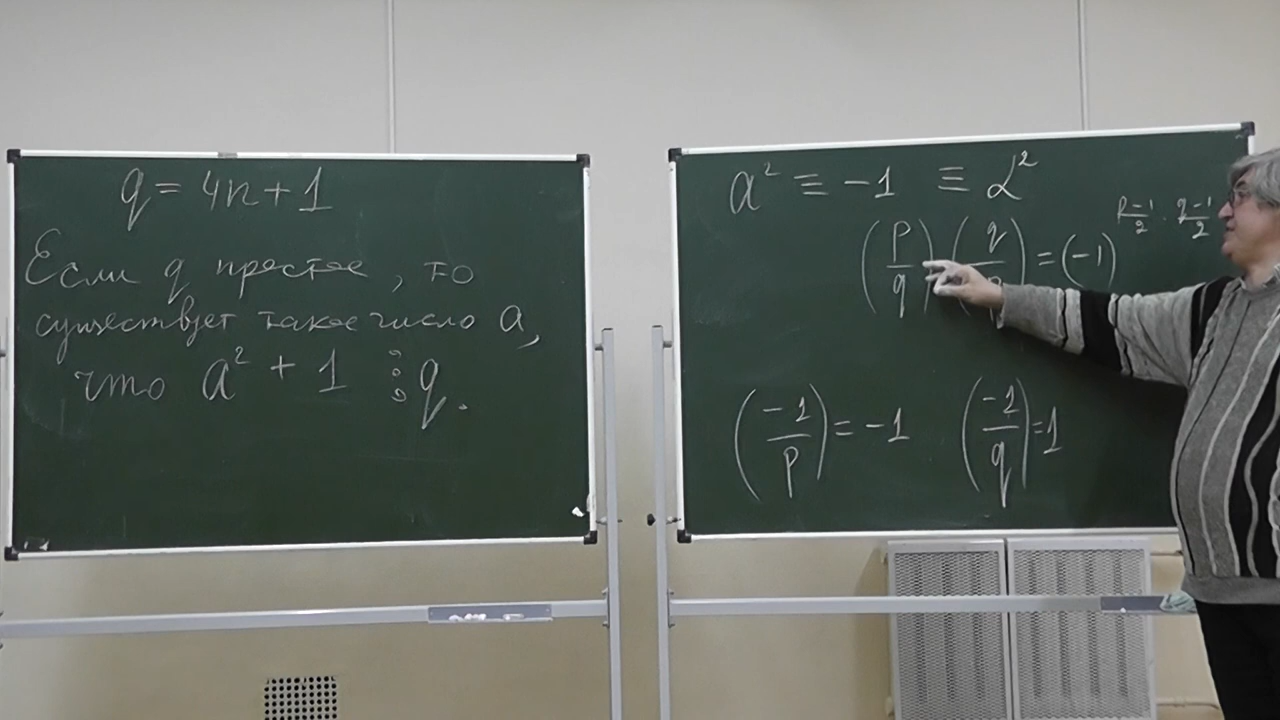 q = 4n + 1
Если q простое, то
существует такое число a,
что a² + 1 ⋮ q.
a² ≡ -1 ≡ α²
(p/q) (q/p) = (-1)^{(p-1)/2 · (q-1)/2}
(-1/p) = -1 (-1/q) = 1